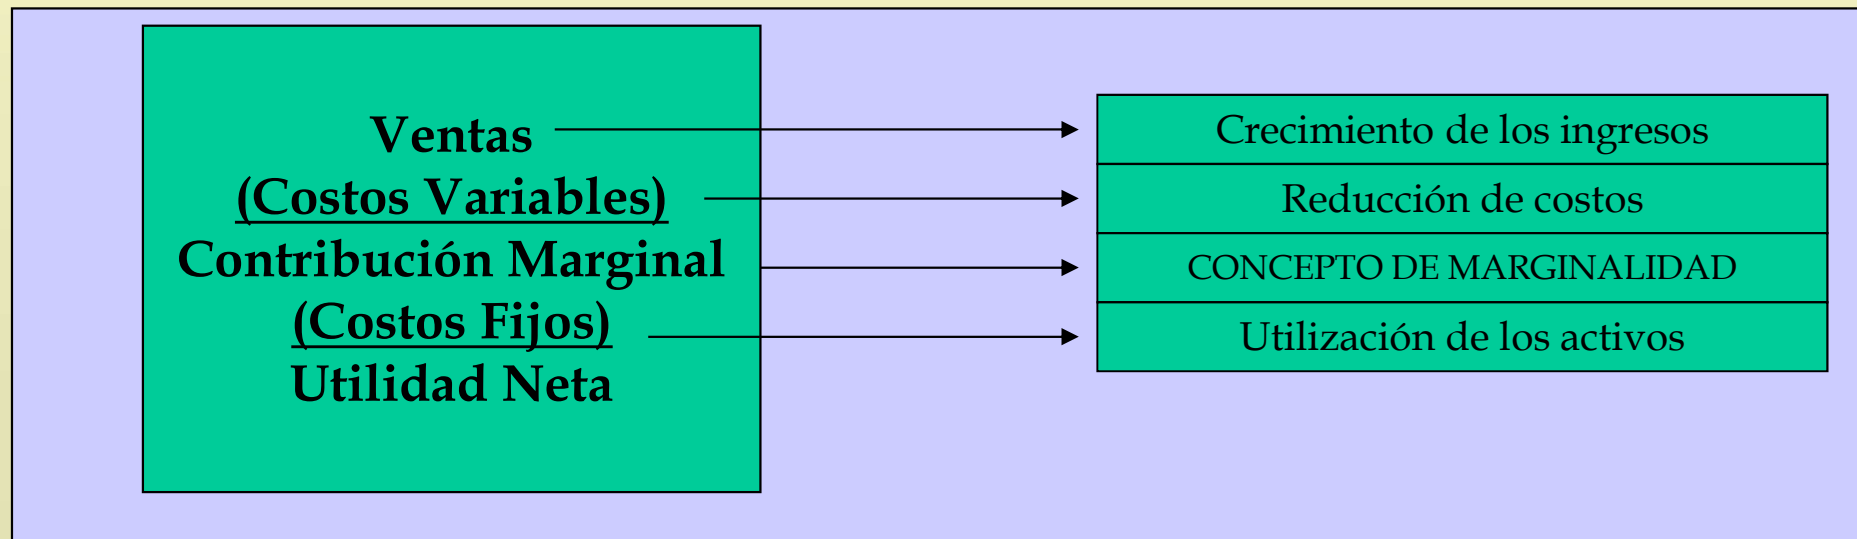 Ventas
(Costos Variables)
Contribución Marginal
(Costos Fijos)
Utilidad Neta
Crecimiento de los ingresos
Reducción de costos
CONCEPTO DE MARGINALIDAD
Utilización de los activos